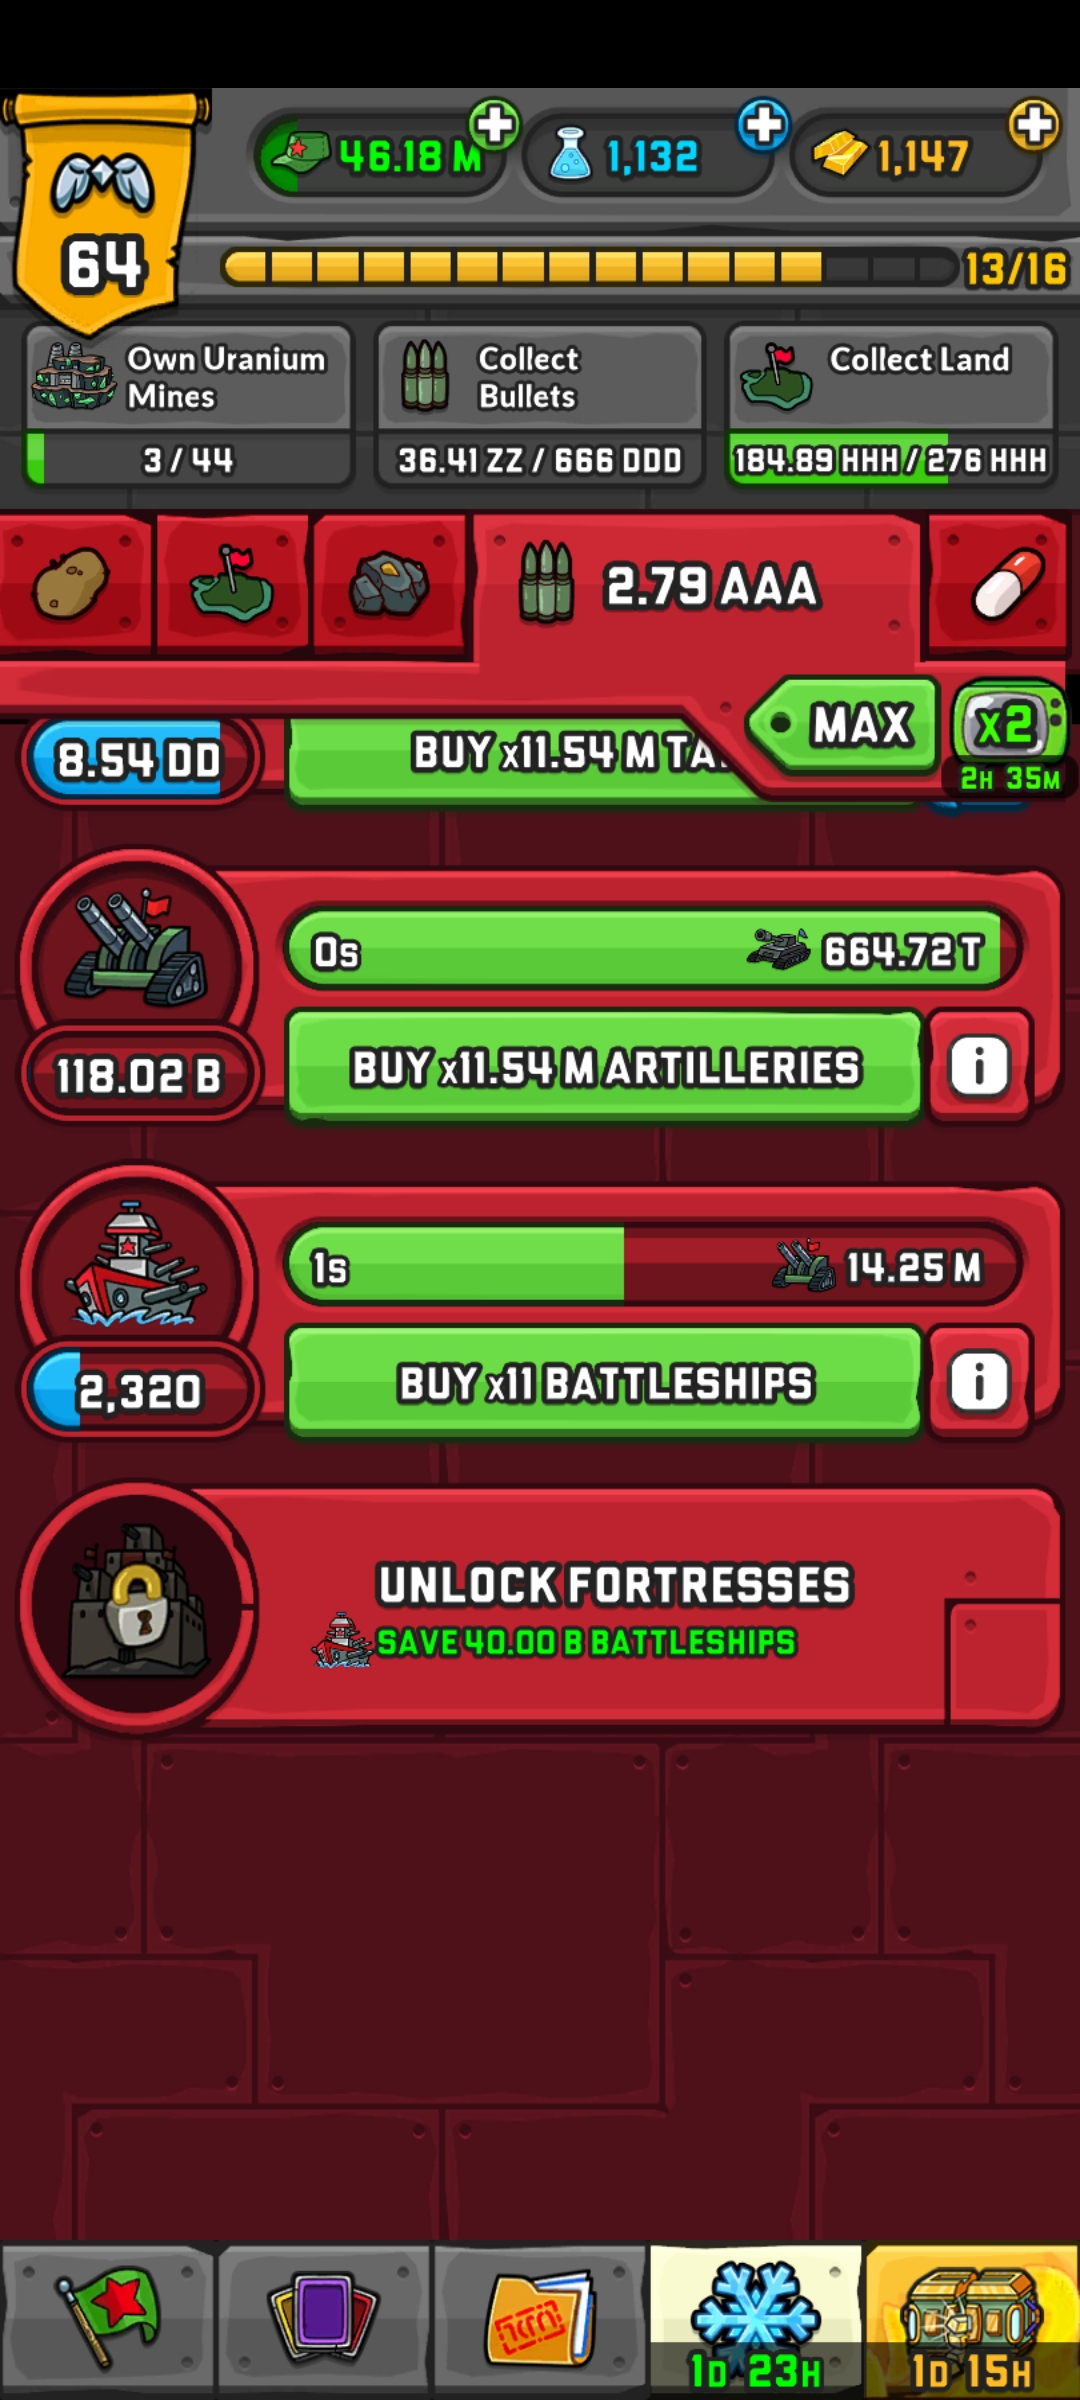 46.18 M
1,132
1,147
64
13/16
Own Uranium
Mines
3 / 44
Collect
Bullets
36.41 ZZ / 666 DDD
Collect Land
184.89 HHH / 276 HHH
2.79 AAA
MAX
x2
2H 35M
8.54 DD
BUY x11.54 M TA
0s
664.72 T
118.02 B
BUY x11.54 M ARTILLERIES
i
1s
14.25 M
2,320
BUY x11 BATTLESHIPS
i
UNLOCK FORTRESSES
SAVE 40.00 B BATTLESHIPS
1D 23H
1D 15H